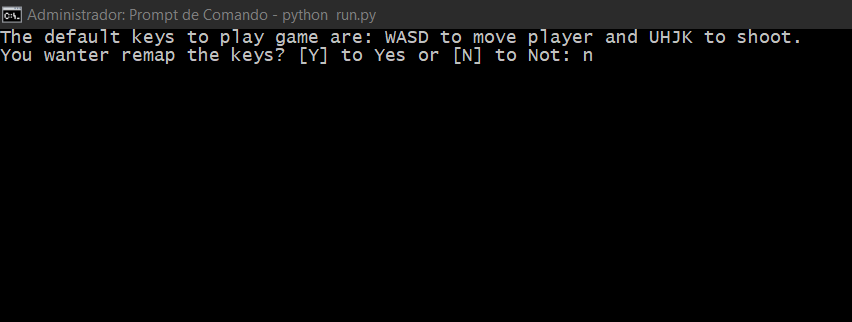 Administrador: Prompt de Comando - python  run.py
The default keys to play game are: WASD to move player and UHJK to shoot.
You wanter remap the keys? [Y] to Yes or [N] to Not: n